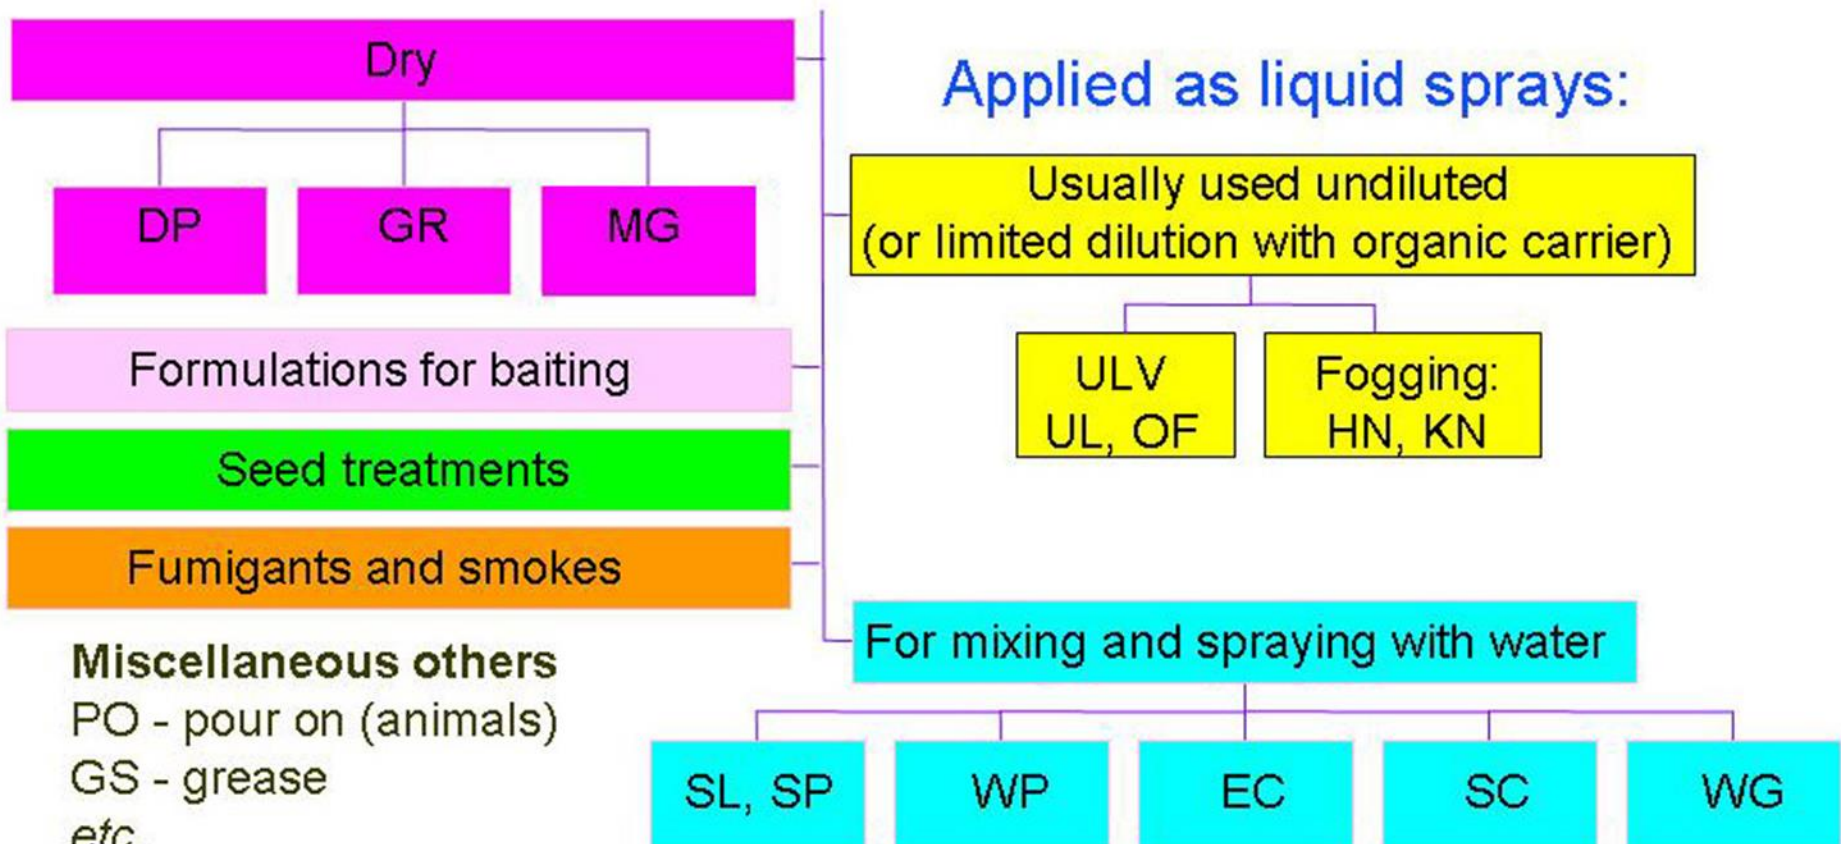 Dry
DP
GR
MG
Formulations for baiting
Seed treatments
Fumigants and smokes
Miscellaneous others
PO - pour on (animals)
GS - grease
etc.
Applied as liquid sprays:
Usually used undiluted
(or limited dilution with organic carrier)
ULV
UL, OF
Fogging:
HN, KN
For mixing and spraying with water
SL, SP
WP
EC
SC
WG